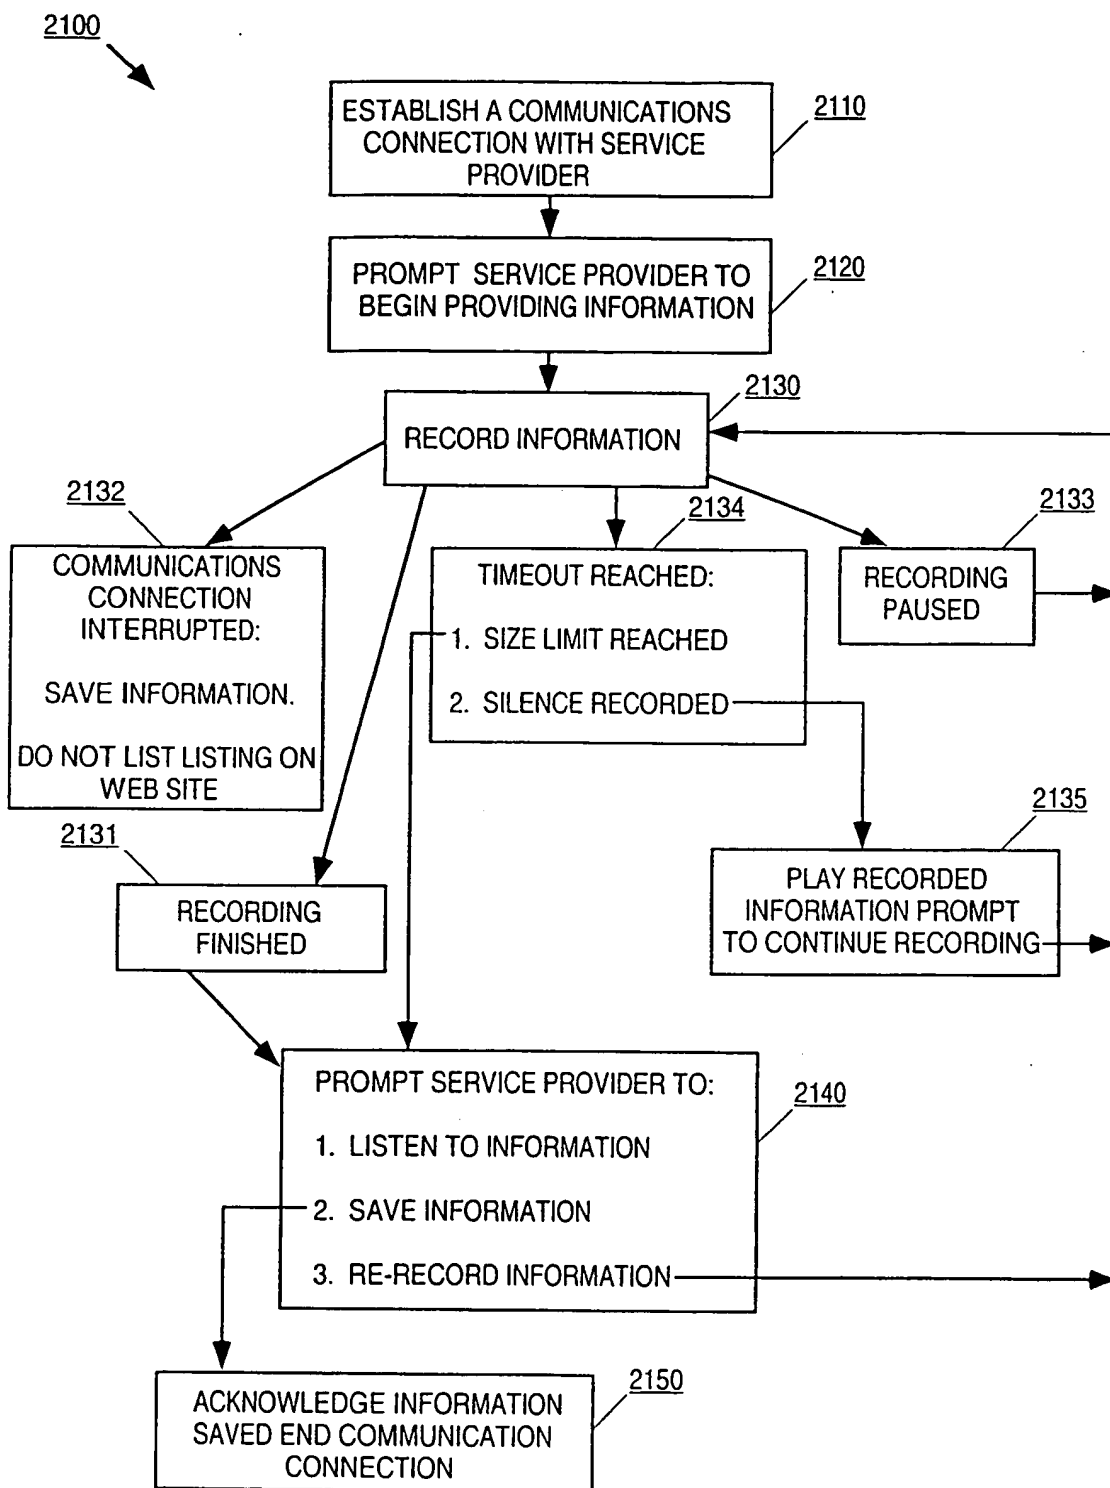 2100
ESTABLISH A COMMUNICATIONS
CONNECTION WITH SERVICE
PROVIDER
2110
PROMPT SERVICE PROVIDER TO
BEGIN PROVIDING INFORMATION
2120
RECORD INFORMATION
2130
2132
COMMUNICATIONS
CONNECTION
INTERRUPTED:
SAVE INFORMATION.
DO NOT LIST LISTING ON
WEB SITE
2134
TIMEOUT REACHED:
1. SIZE LIMIT REACHED
2. SILENCE RECORDED
2133
RECORDING
PAUSED
2131
RECORDING
FINISHED
2135
PLAY RECORDED
INFORMATION PROMPT
TO CONTINUE RECORDING
PROMPT SERVICE PROVIDER TO:
1. LISTEN TO INFORMATION
2. SAVE INFORMATION
3. RE-RECORD INFORMATION
2140
ACKNOWLEDGE INFORMATION
SAVED END COMMUNICATION
CONNECTION
2150